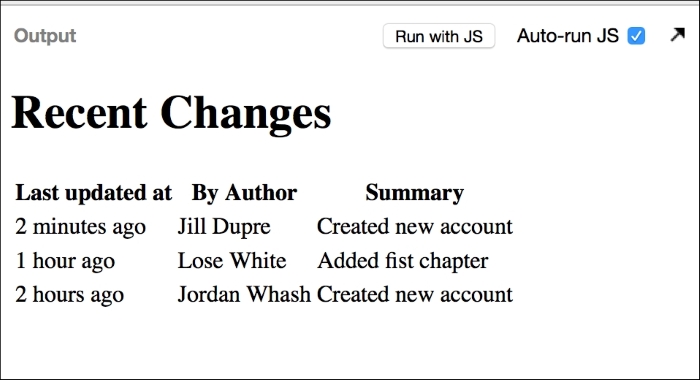 Output Run with JS Auto-run JS
Recent Changes
Last updated at By Author Summary
2 minutes ago Jill Dupre Created new account
1 hour ago Lose White Added fist chapter
2 hours ago Jordan Whash Created new account